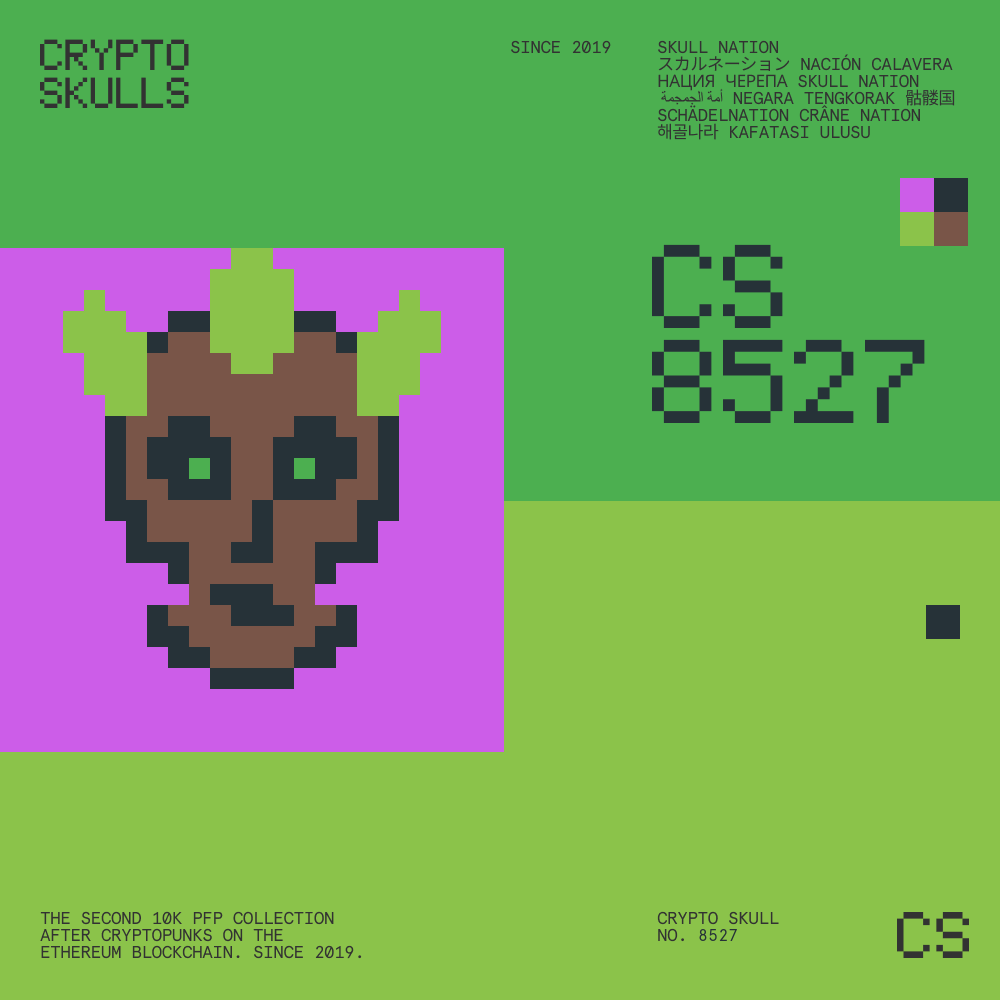 CRYPTO
SKULLS
SINCE 2019
SKULL NATION
スカルネーション NACIÓN CALAVERA
НАЦИЯ ЧЕРЕПА SKULL NATION
أمة الجمجمة NEGARA TENGKORAK 骷髅国
SCHÄDELNATION CRÂNE NATION
해골나라 KAFATASI ULUSU
CS
8527
THE SECOND 10K PFP COLLECTION
AFTER CRYPTOPUNKS ON THE
ETHEREUM BLOCKCHAIN. SINCE 2019.
CRYPTO SKULL
NO. 8527
CS